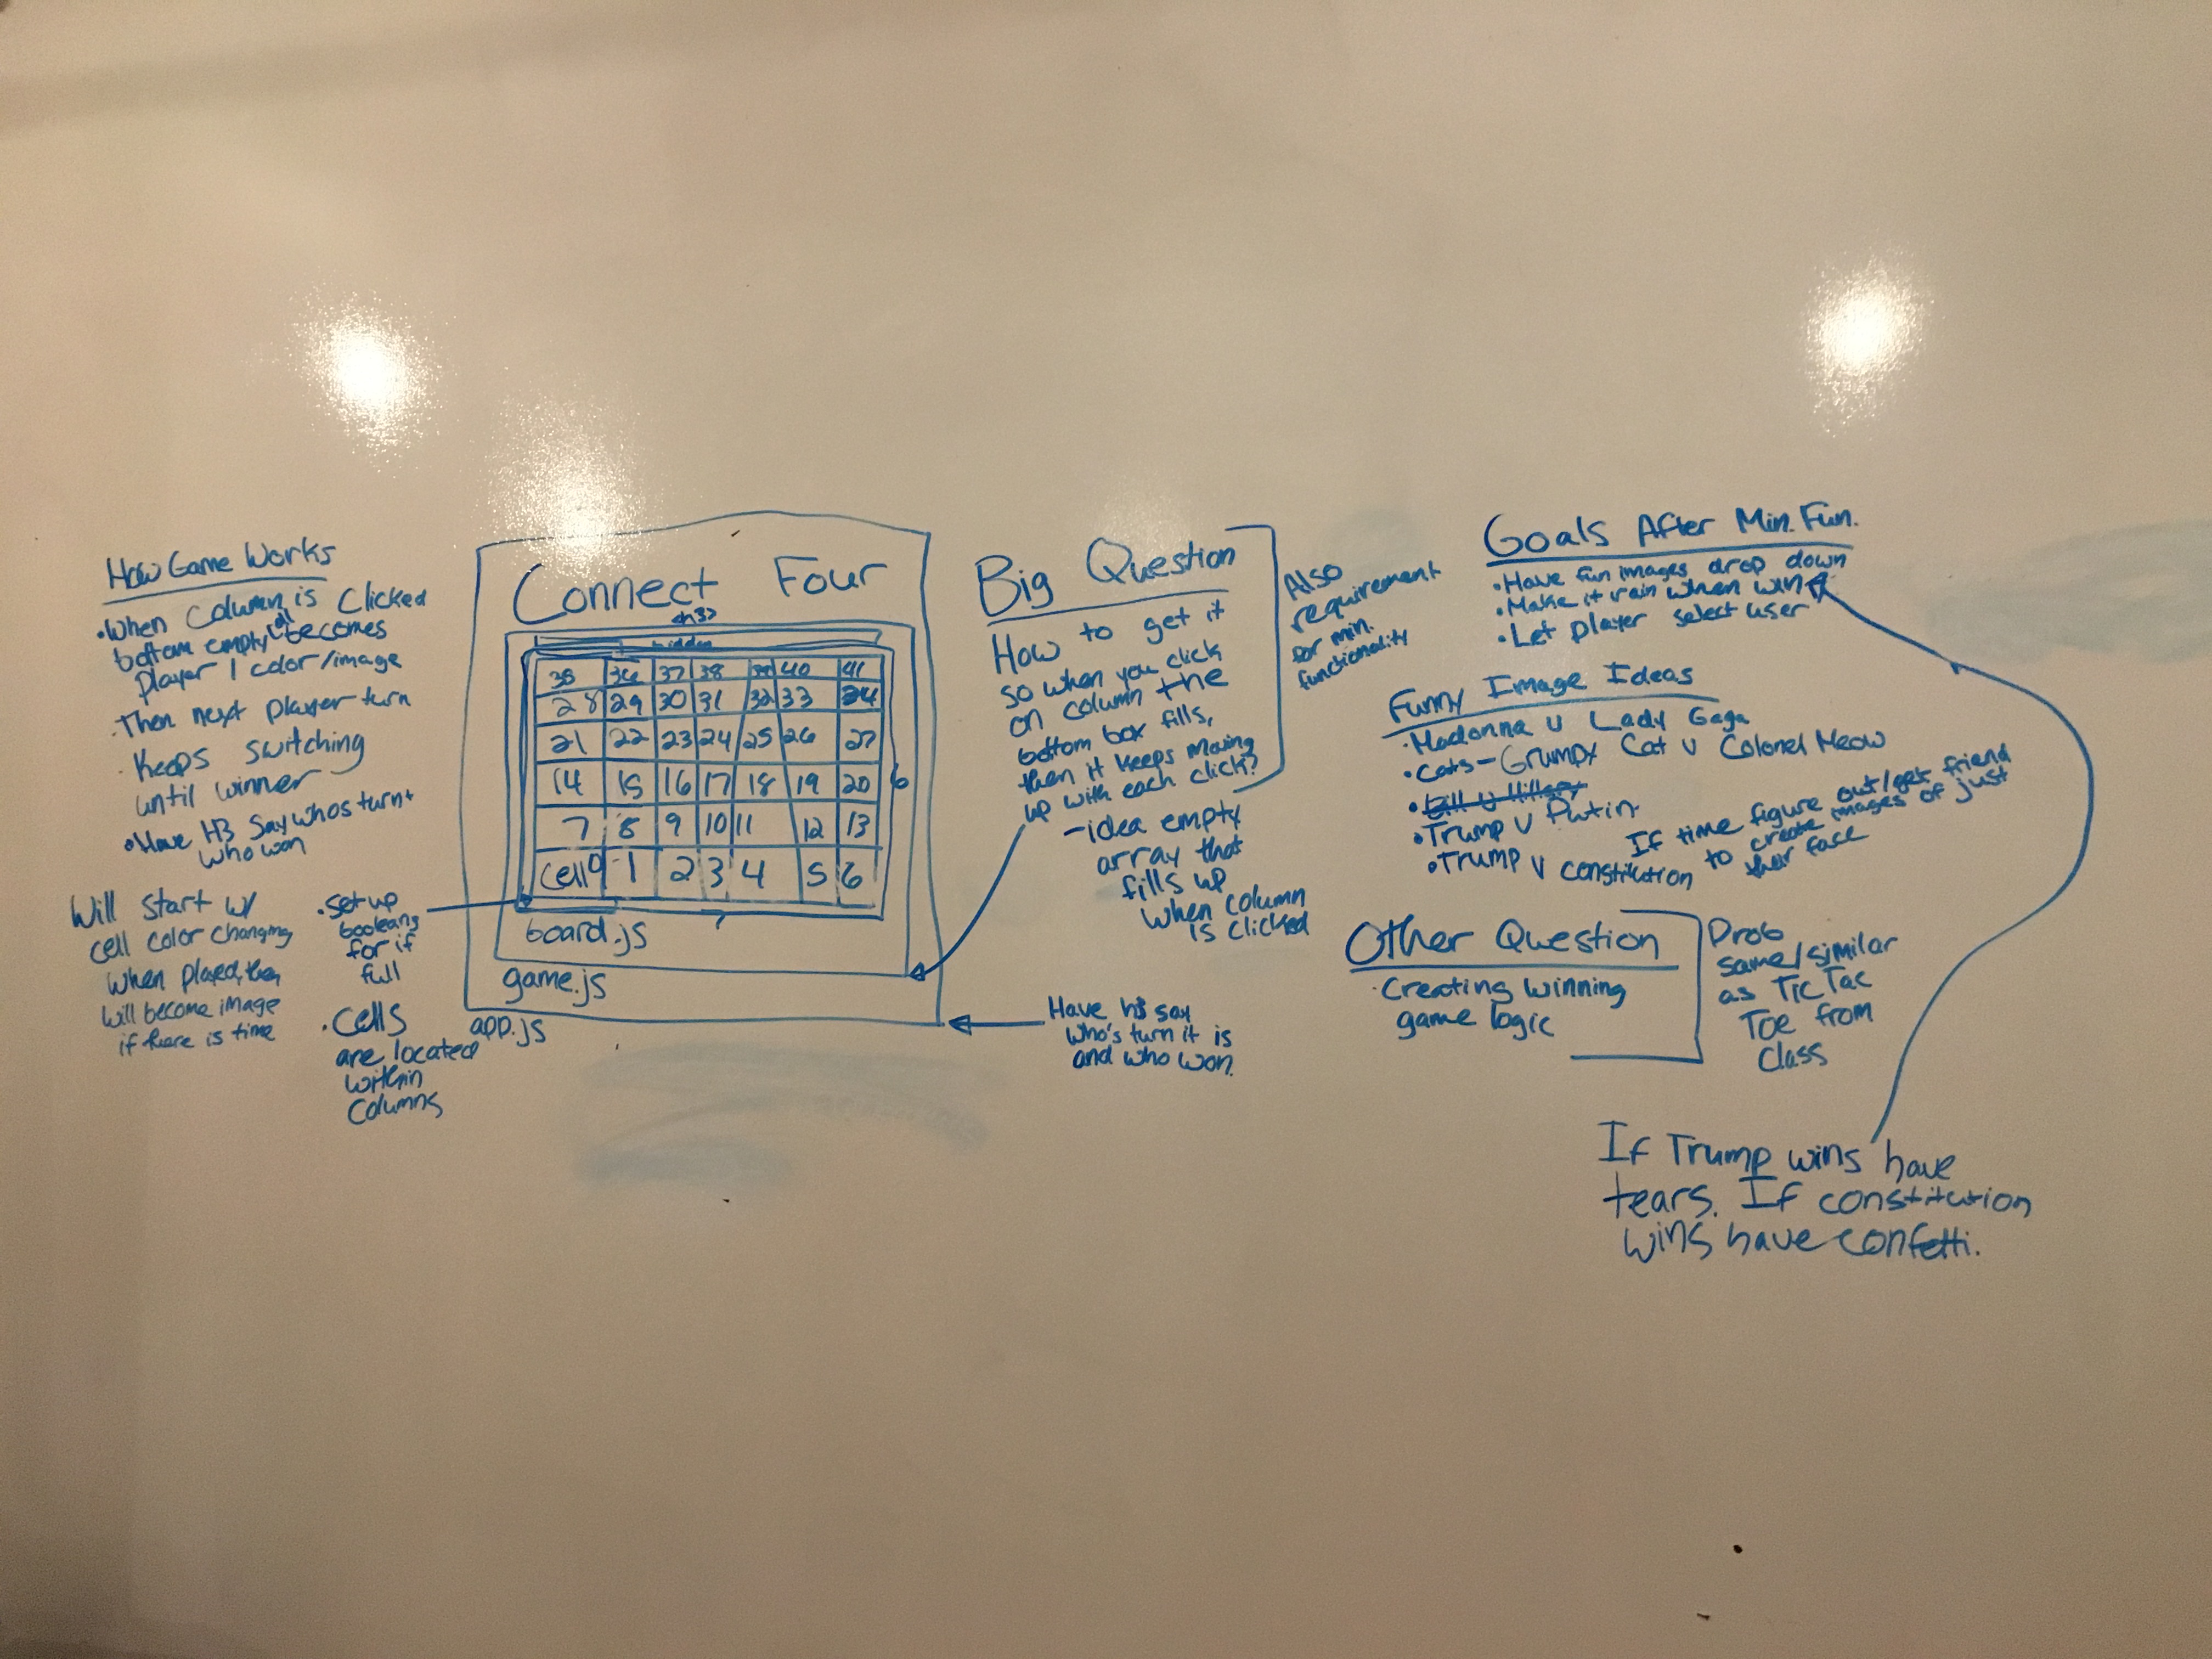 How Game Works
•When Column is Clicked
bottom empty cell becomes
player 1 color/image
•Then next player turn
•Keeps switching
until winner
•Have H3 say whos turn +
who won
Will start w/
cell color changing
when played, then
will become image
if there is time
•set up
booleans
for if
full
•Cells
are located
within
Columns
Connect Four
<h3>
hidden
35 36 37 38 39 40 41
28 29 30 31 32 33 34
21 22 23 24 25 26 27
14 15 16 17 18 19 20
6
7 8 9 10 11 12 13
Cell 0 1 2 3 4 5 6
7
board.js
game.js
app.js
Big Question
How to get it
so when you click
on column the
bottom box fills,
then it keeps moving
up with each click?
-idea empty
array that
fills up
when column
is clicked
Also
requirement
for min.
functionality
Have h3 say
who's turn it is
and who won.
Goals After Min. Fun.
•Have fun images drop down
•Make it rain when win
•Let player select user
Funny Image Ideas
•Madonna v Lady Gaga
•Cats-Grumpy Cat v Colonel Meow
•Bill v Hillary
•Trump v Putin
•Trump v constitution
If time figure out/get friend
to create images of just
their face
Other Question
•Creating winning
game logic
Prob
same/similar
as Tic Tac
Toe from
Class
If Trump wins have
tears. If constitution
wins have confetti.